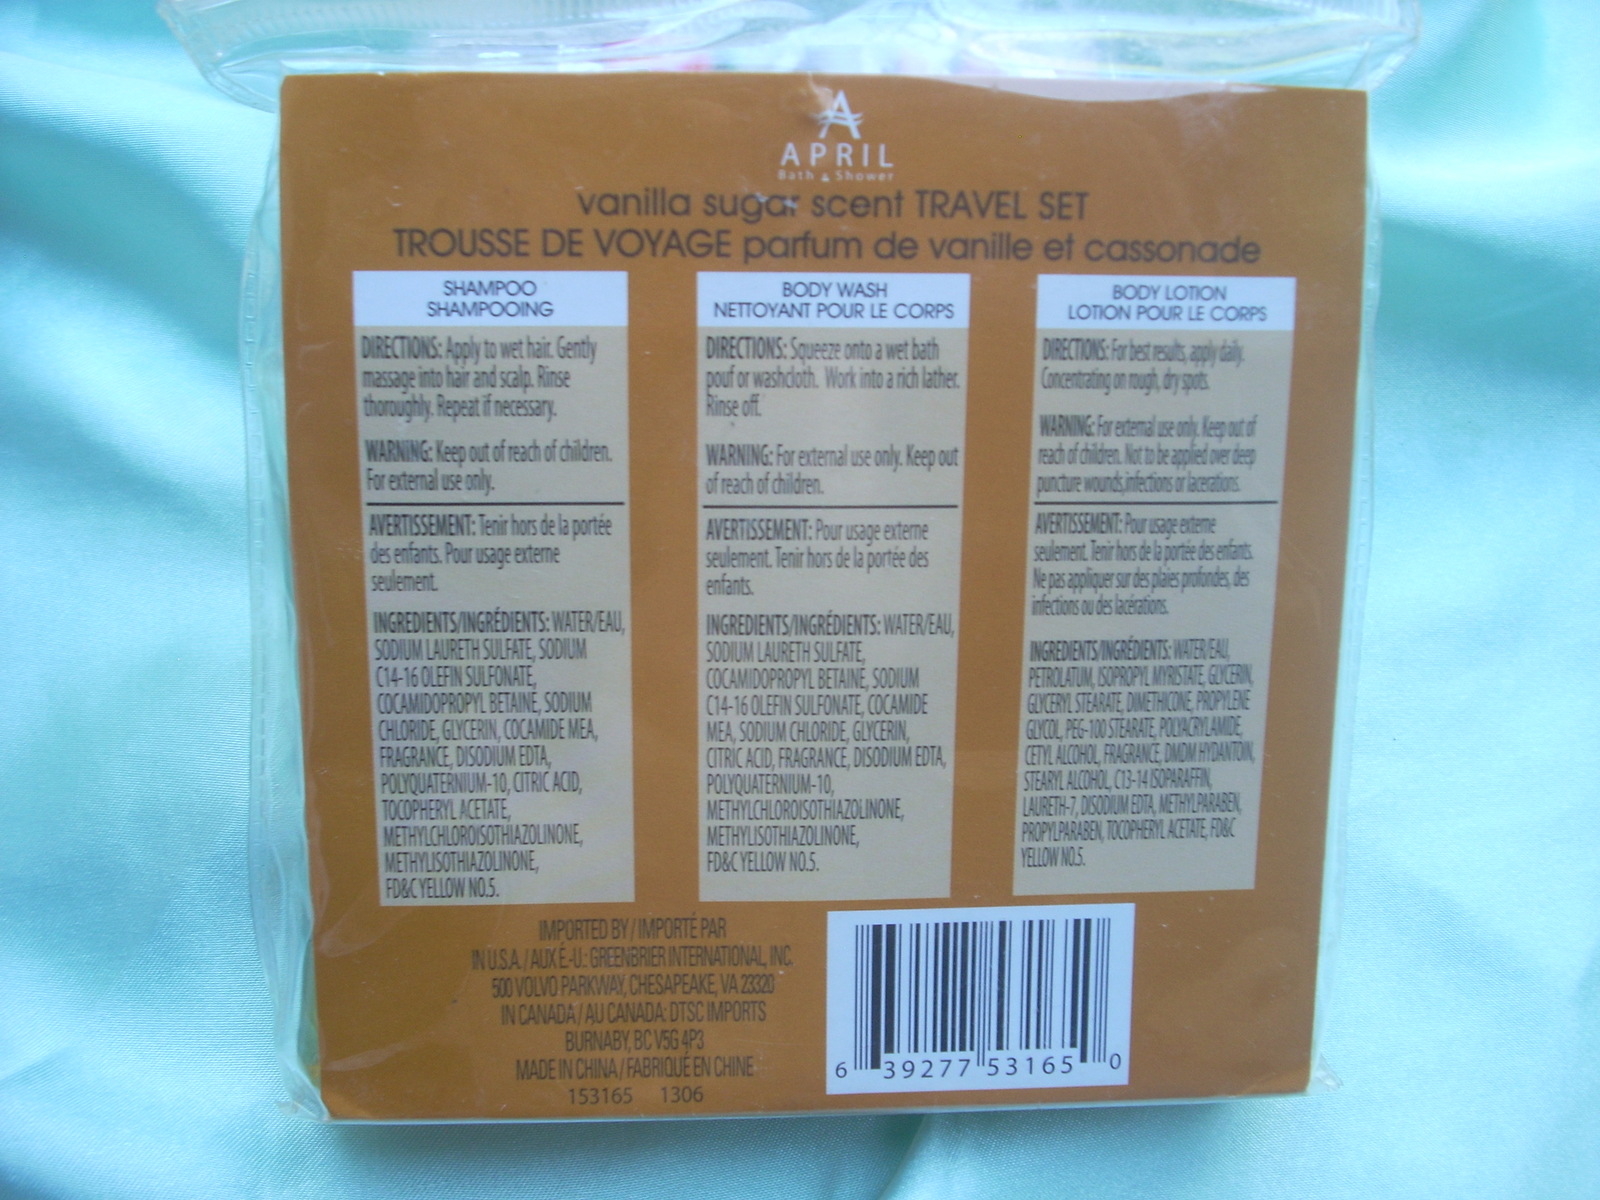 A
APRIL
Bath & Shower
vanilla sugar scent TRAVEL SET
TROUSSE DE VOYAGE parfum de vanille et cassonade
SHAMPOO
SHAMPOOING
DIRECTIONS: Apply to wet hair. Gently
massage into hair and scalp. Rinse
thoroughly. Repeat if necessary.
WARNING: Keep out of reach of children.
For external use only.
AVERTISSEMENT: Tenir hors de la portée
des enfants. Pour usage externe
seulement.
INGREDIENTS/INGRÉDIENTS: WATER/EAU,
SODIUM LAURETH SULFATE, SODIUM
C14-16 OLEFIN SULFONATE,
COCAMIDOPROPYL BETAINE, SODIUM
CHLORIDE, GLYCERIN, COCAMIDE MEA,
FRAGRANCE, DISODIUM EDTA,
POLYQUATERNIUM-10, CITRIC ACID,
TOCOPHERYL ACETATE,
METHYLCHLOROISOTHIAZOLINONE,
METHYLISOTHIAZOLINONE,
FD&C YELLOW NO.5.
BODY WASH
NETTOYANT POUR LE CORPS
DIRECTIONS: Squeeze onto a wet bath
pouf or washcloth. Work into a rich lather.
Rinse off.
WARNING: For external use only. Keep out
of reach of children.
AVERTISSEMENT: Pour usage externe
seulement. Tenir hors de la portée des
enfants.
INGREDIENTS/INGRÉDIENTS: WATER/EAU,
SODIUM LAURETH SULFATE,
COCAMIDOPROPYL BETAINE, SODIUM
C14-16 OLEFIN SULFONATE, COCAMIDE
MEA, SODIUM CHLORIDE, GLYCERIN,
CITRIC ACID, FRAGRANCE, DISODIUM EDTA,
POLYQUATERNIUM-10,
METHYLCHLOROISOTHIAZOLINONE,
METHYLISOTHIAZOLINONE,
FD&C YELLOW NO.5.
BODY LOTION
LOTION POUR LE CORPS
DIRECTIONS: For best results, apply daily.
Concentrating on rough, dry spots.
WARNING: For external use only. Keep out of
reach of children. Not to be applied over deep
puncture wounds,infections or lacerations.
AVERTISSEMENT: Pour usage externe
seulement. Tenir hors de la portée des enfants.
Ne pas appliquer sur des plaies profondes, des
infections ou des lacérations.
INGREDIENTS/INGRÉDIENTS: WATER/EAU,
PETROLATUM, ISOPROPYL MYRISTATE, GLYCERIN,
GLYCERYL STEARATE, DIMETHICONE, PROPYLENE
GLYCOL, PEG-100 STEARATE, POLYACRYLAMIDE,
CETYL ALCOHOL, FRAGRANCE, DMDM HYDANTOIN,
STEARYL ALCOHOL, C13-14 ISOPARAFFIN,
LAURETH-7, DISODIUM EDTA, METHYLPARABEN,
PROPYLPARABEN, TOCOPHERYL ACETATE, FD&C
YELLOW NO.5.
IMPORTED BY / IMPORTÉ PAR
IN U.S.A. / AUX É.-U.: GREENBRIER INTERNATIONAL, INC.
500 VOLVO PARKWAY, CHESAPEAKE, VA 23320
IN CANADA / AU CANADA: DTSC IMPORTS
BURNABY, BC V5G 4P3
MADE IN CHINA / FABRIQUÉ EN CHINE
153165 1306
6 39277 53165 0